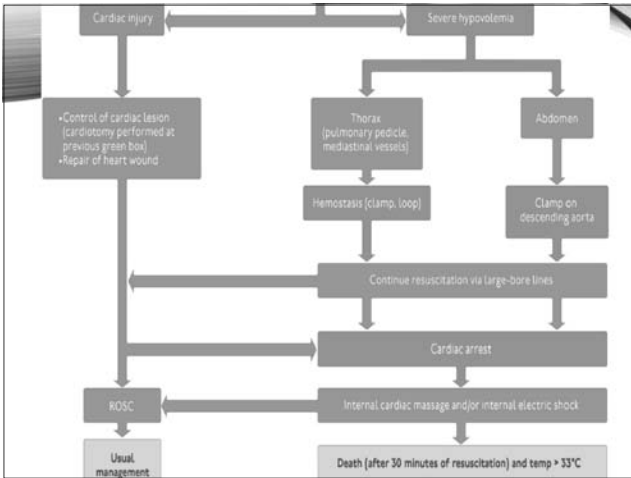 Cardiac injury
Severe hypovolemia
•Control of cardiac lesion
(cardiotomy performed at
previous green box)
•Repair of heart wound
Thorax
(pulmonary pedicle,
mediastinal vessels)
Abdomen
Hemostasis (clamp, loop)
Clamp on
descending aorta
Continue resuscitation via large-bore lines
Cardiac arrest
ROSC
Internal cardiac massage and/or internal electric shock
Usual
management
Death (after 30 minutes of resuscitation) and temp > 33°C